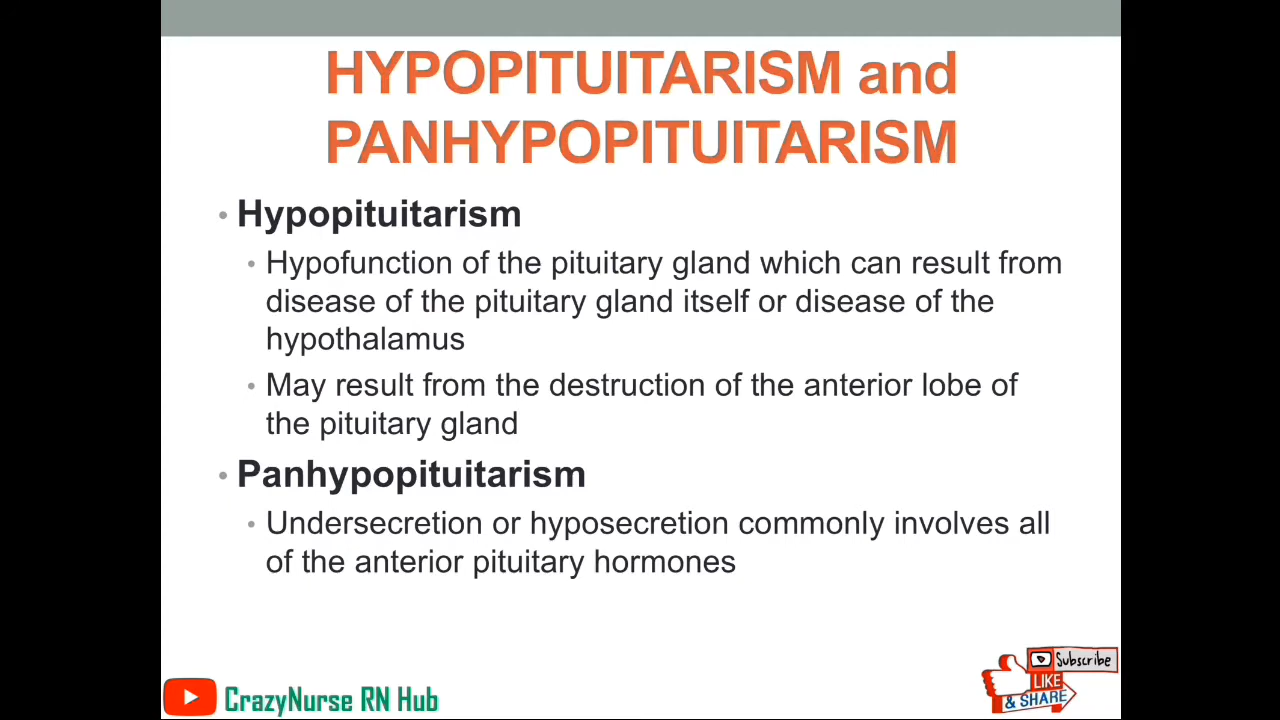 HYPOPITUITARISM and
PANHYPOPITUITARISM
• Hypopituitarism
• Hypofunction of the pituitary gland which can result from
disease of the pituitary gland itself or disease of the
hypothalamus
• May result from the destruction of the anterior lobe of
the pituitary gland
• Panhypopituitarism
• Undersecretion or hyposecretion commonly involves all
of the anterior pituitary hormones
Subscribe
LIKE
& SHARE
CrazyNurse RN Hub